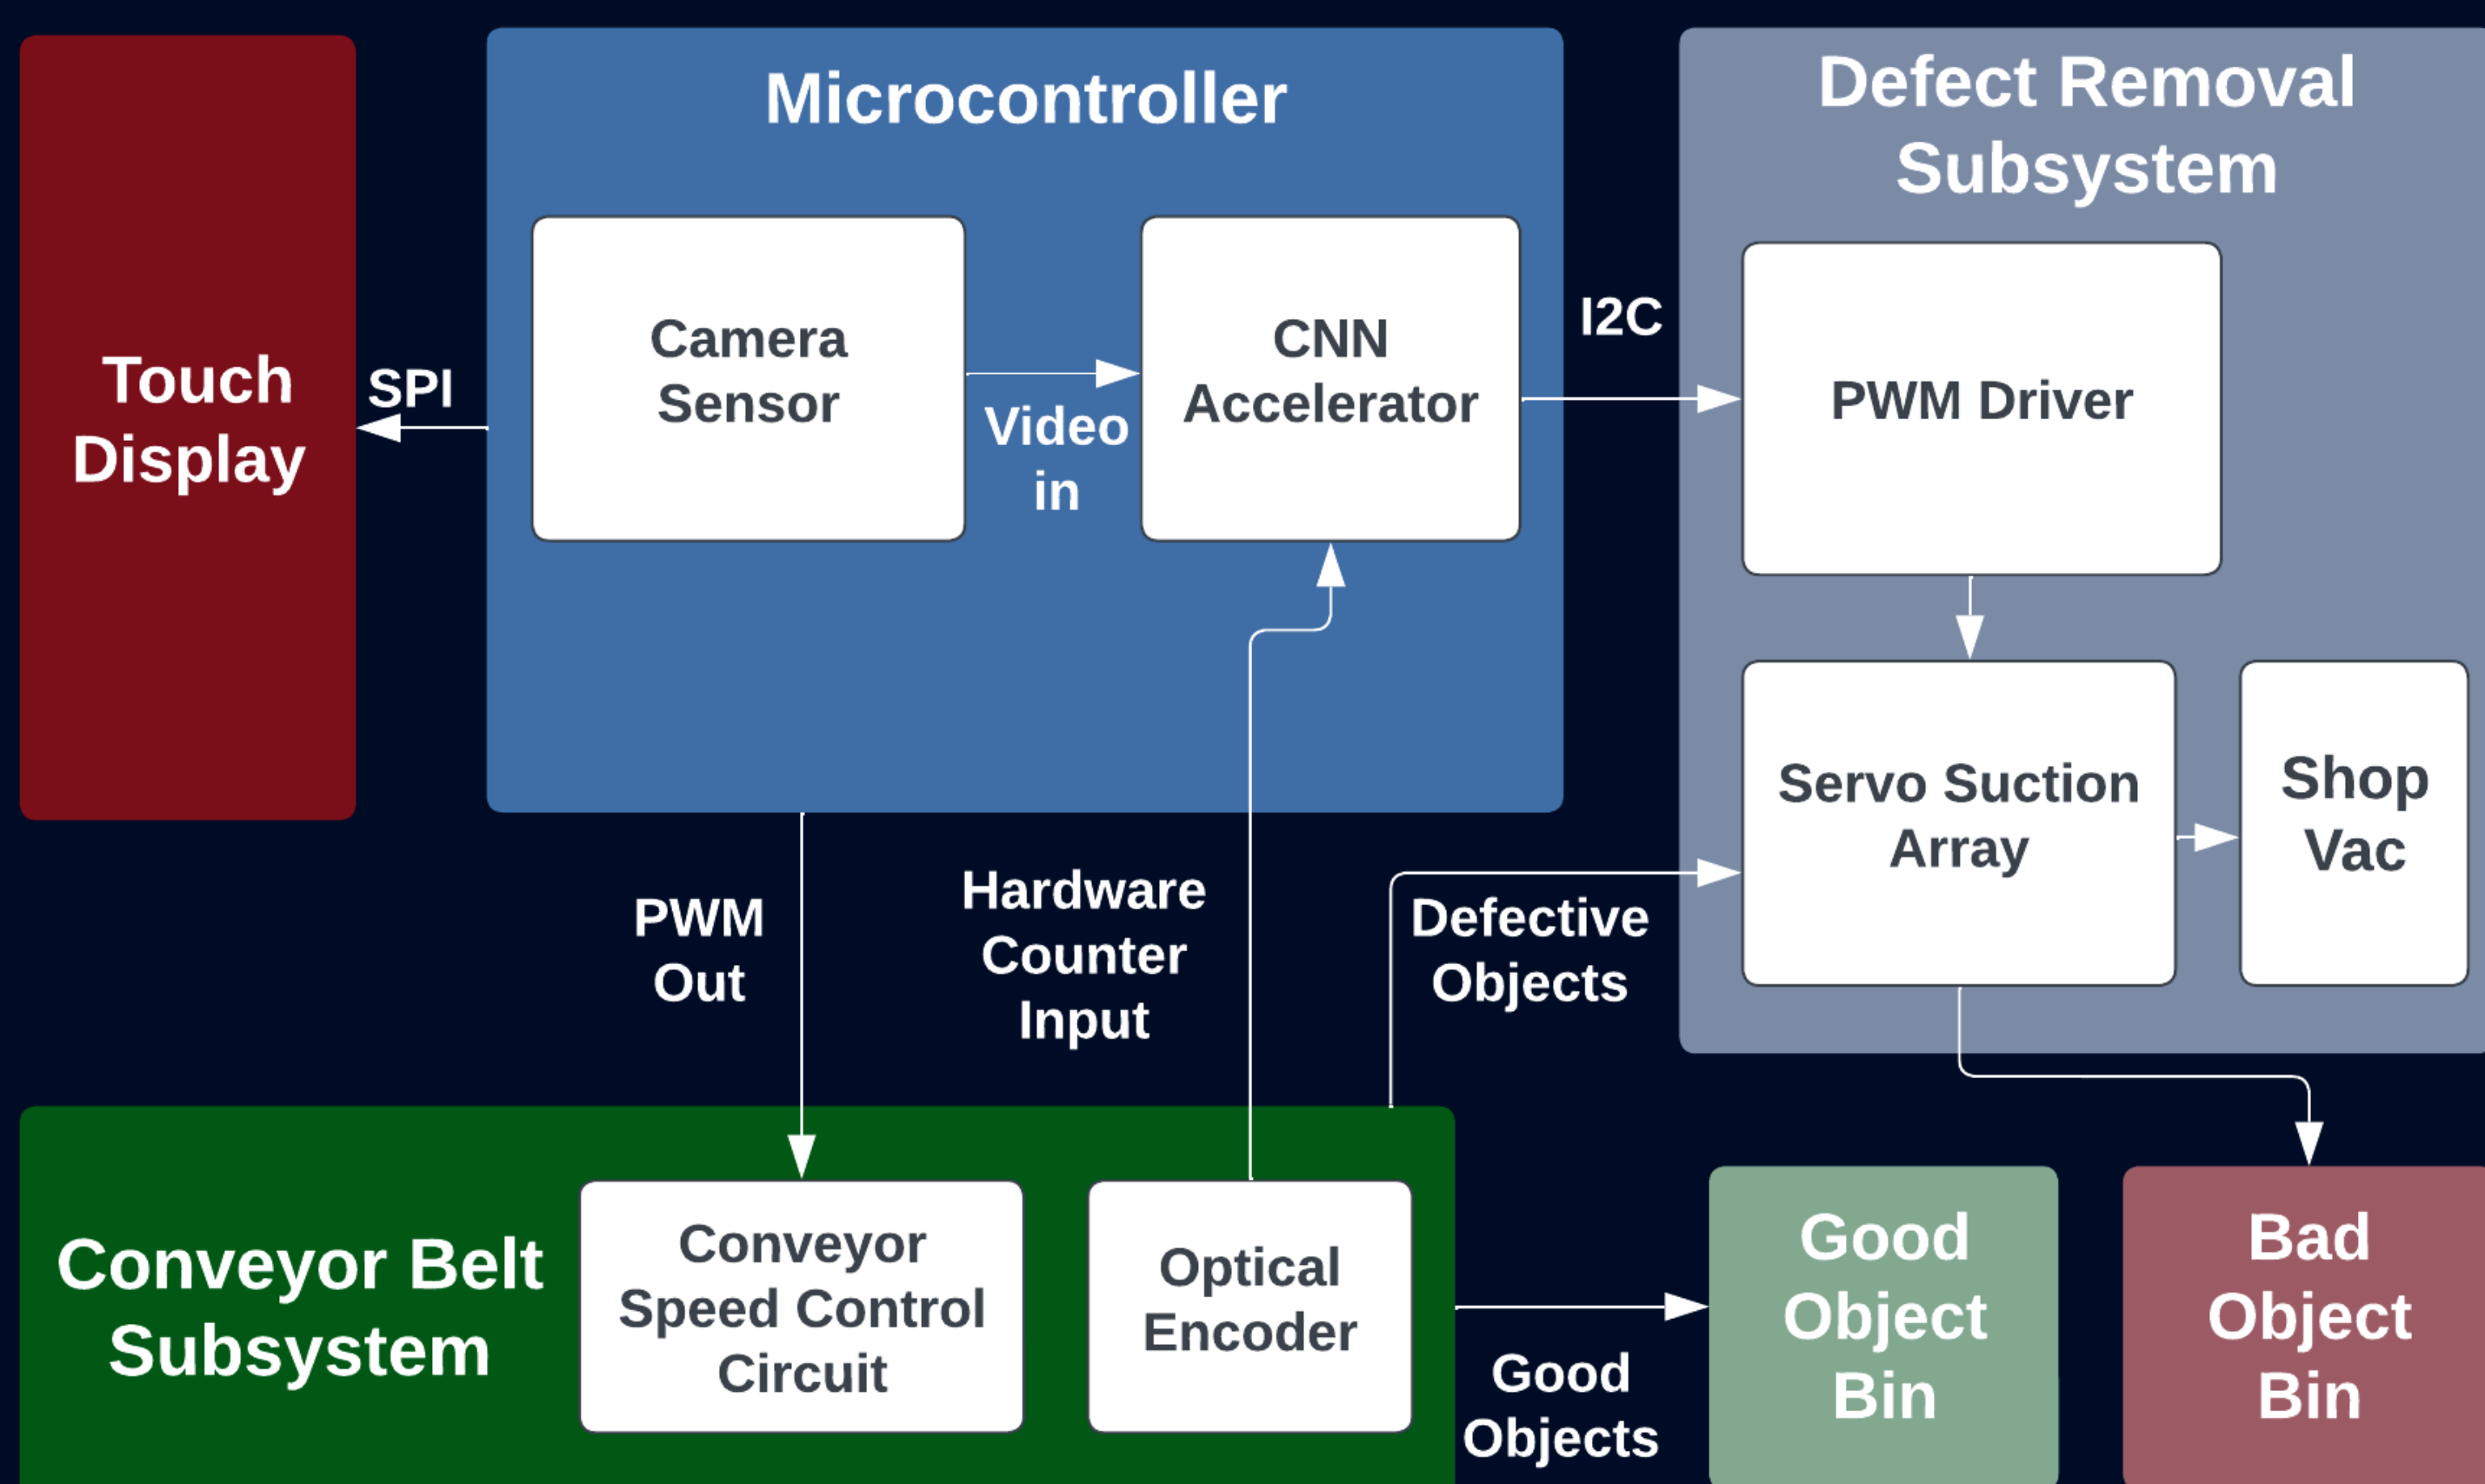 Microcontroller
Defect Removal
Subsystem
Touch
Display
SPI
Camera
Sensor
Video
in
CNN
Accelerator
I2C
PWM Driver
Servo Suction
Array
Shop
Vac
PWM
Out
Hardware
Counter
Input
Defective
Objects
Conveyor Belt
Subsystem
Conveyor
Speed Control
Circuit
Optical
Encoder
Good
Objects
Good
Object
Bin
Bad
Object
Bin